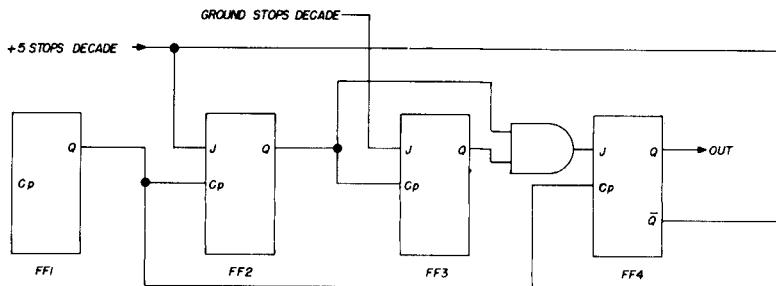 GROUND STOPS DECADE
+5 STOPS DECADE
Q
Cp
FF1
J
Q
Cp
FF2
J
Q
Cp
FF3
J
Q
OUT
Cp
Q̅
FF4